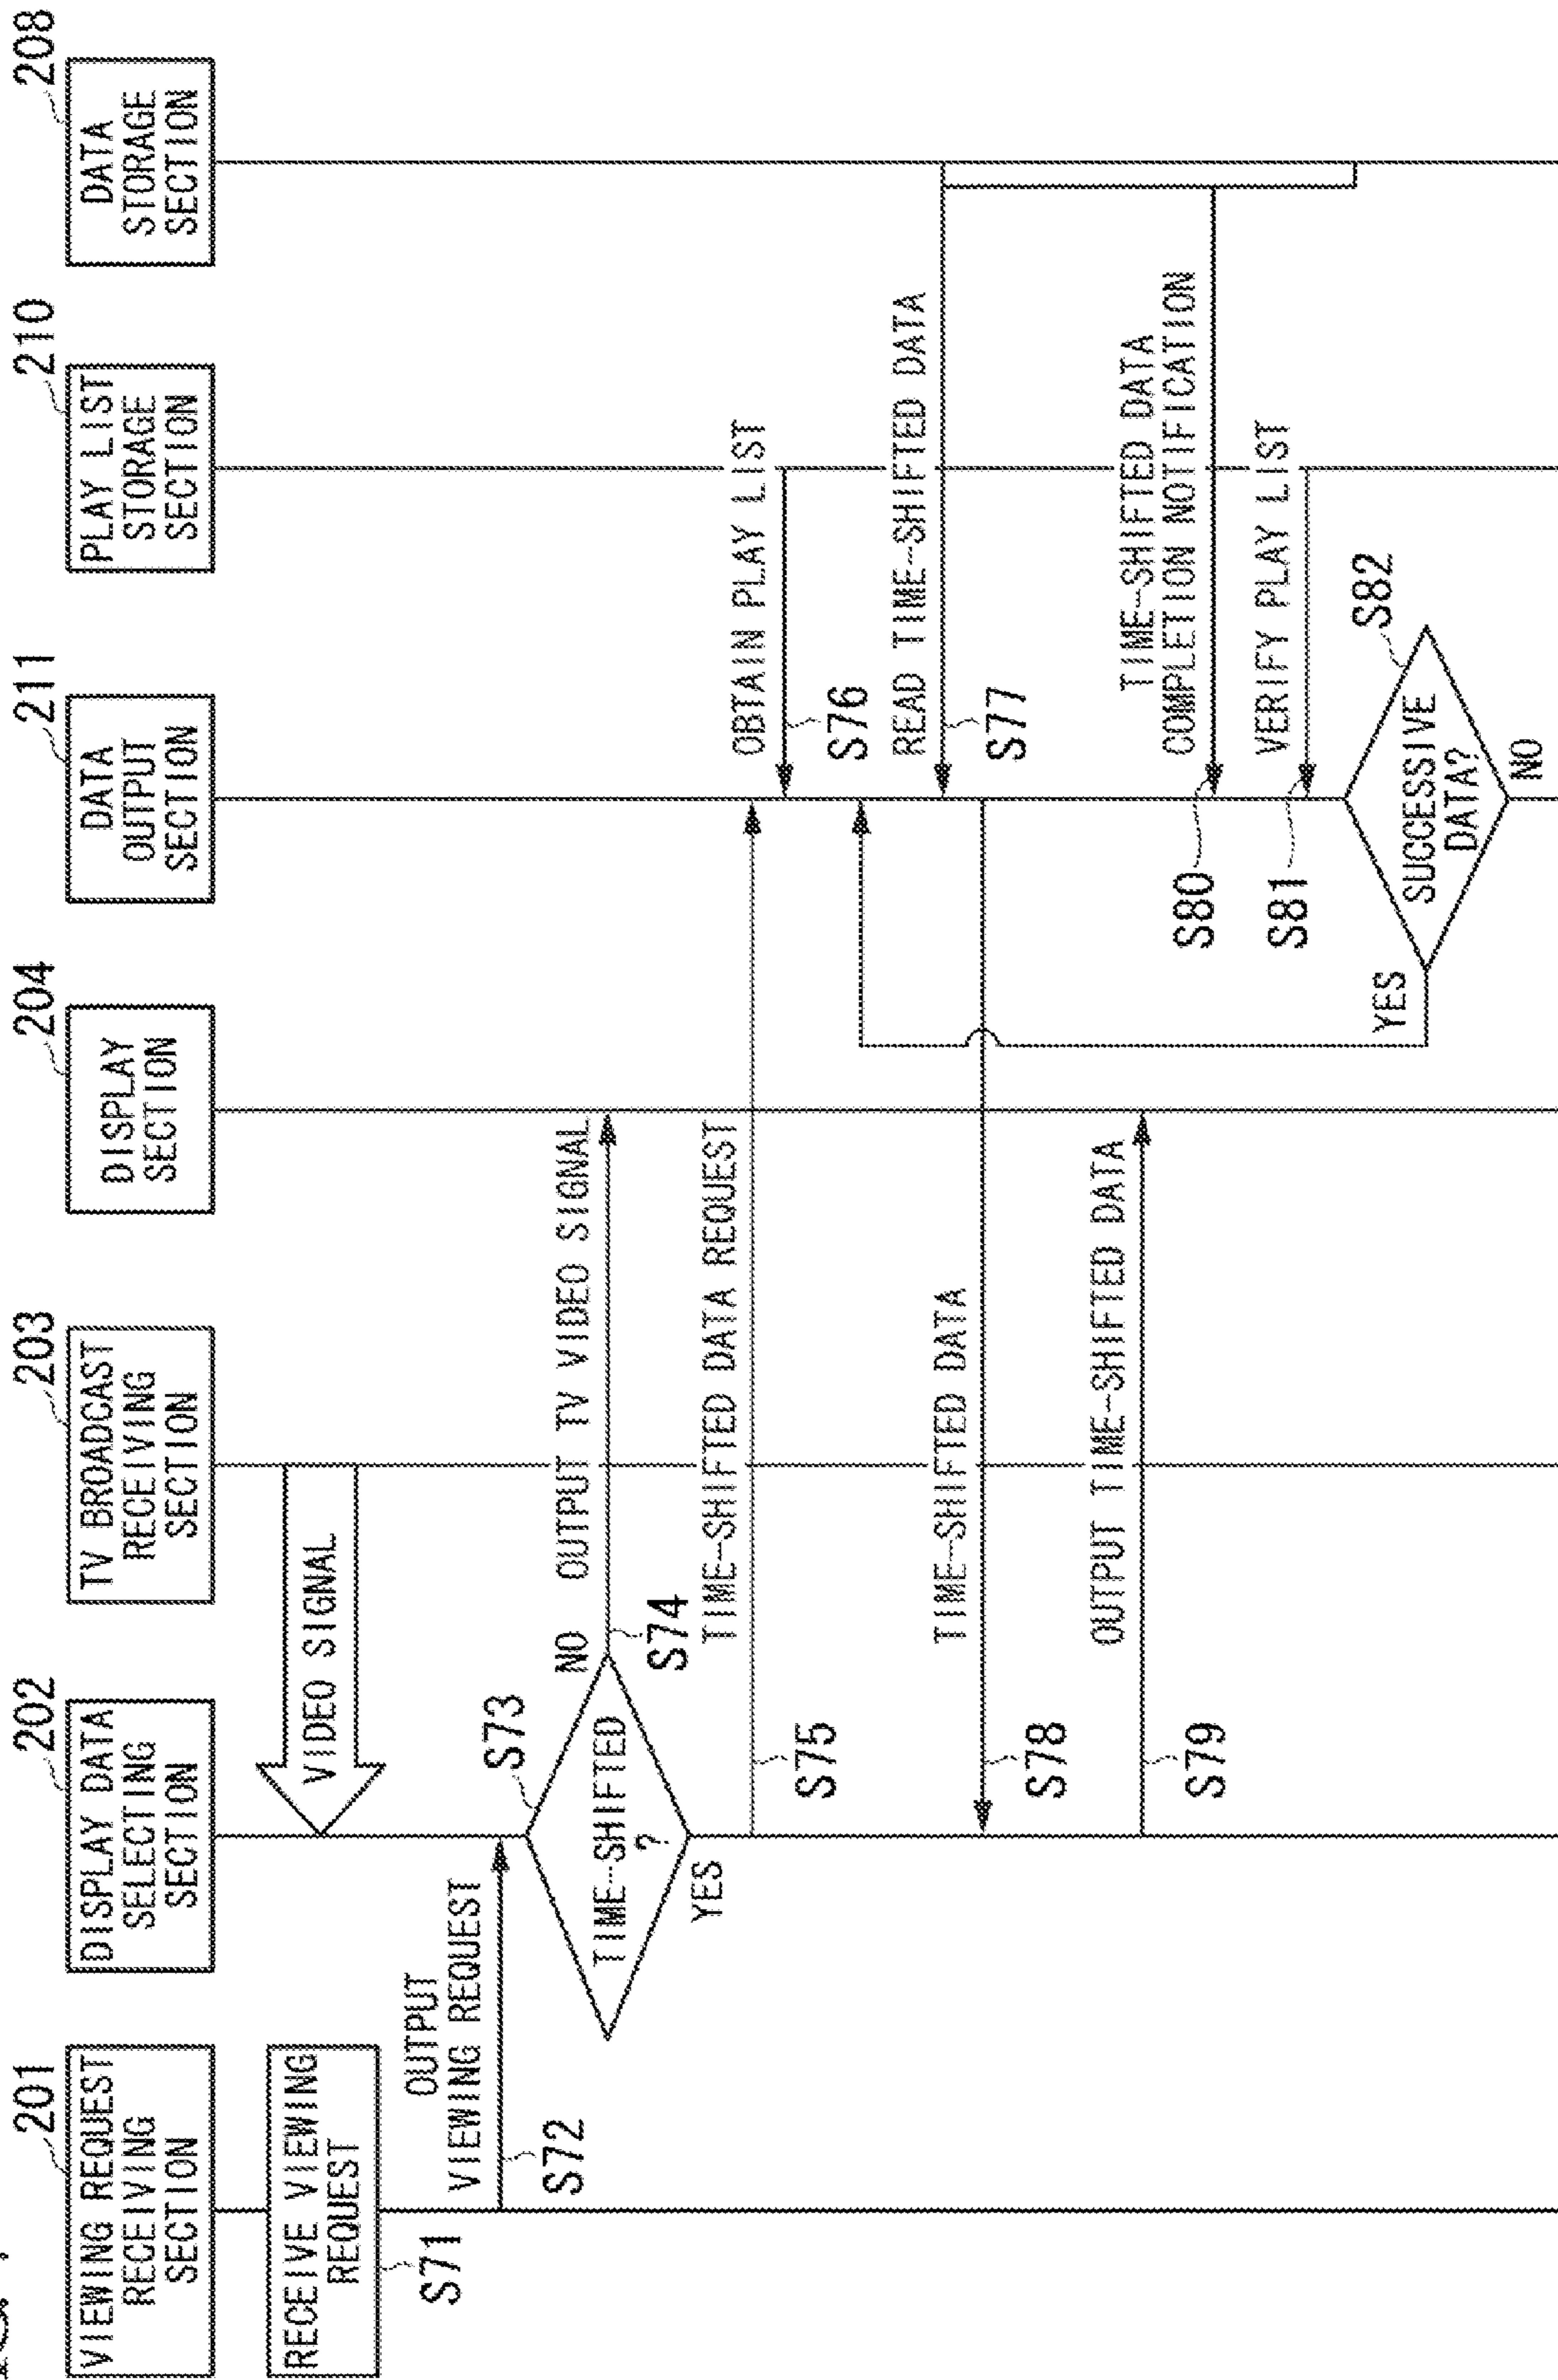 201
VIEWING REQUEST
RECEIVING
SECTION
202
DISPLAY DATA
SELECTING
SECTION
203
TV BROADCAST
RECEIVING
SECTION
204
DISPLAY
SECTION
211
DATA
OUTPUT
SECTION
210
PLAY LIST
STORAGE
SECTION
208
DATA
STORAGE
SECTION
RECEIVE VIEWING
REQUEST
S71
VIDEO SIGNAL
OUTPUT
VIEWING REQUEST
S72
S73
TIME-SHIFTED
?
NO
YES
OUTPUT TV VIDEO SIGNAL
S74
TIME-SHIFTED DATA REQUEST
S75
OBTAIN PLAY LIST
S76
READ TIME-SHIFTED DATA
S77
TIME-SHIFTED DATA
S78
OUTPUT TIME-SHIFTED DATA
S79
TIME-SHIFTED DATA
COMPLETION NOTIFICATION
S80
VERIFY PLAY LIST
S81
S82
SUCCESSIVE
DATA?
YES
NO